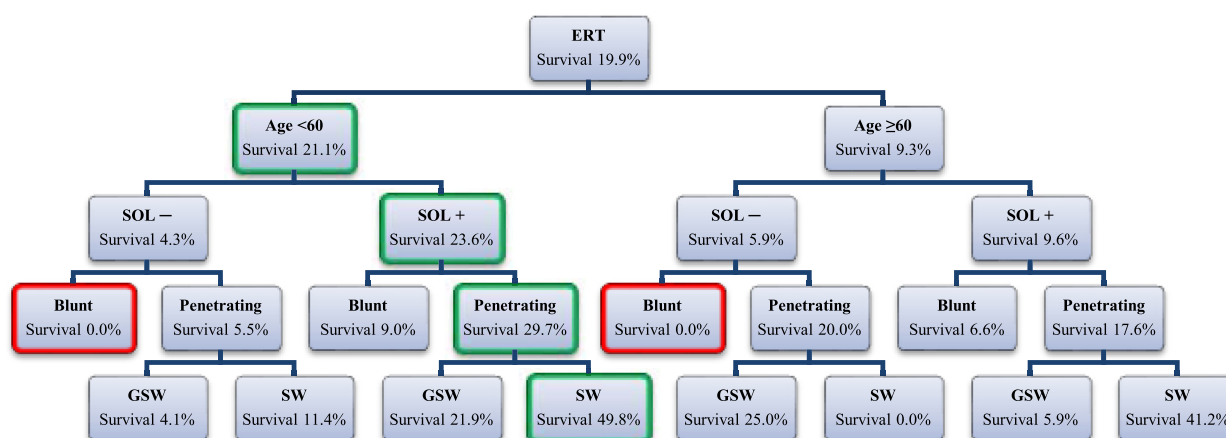 ERT
Survival 19.9%
Age <60
Survival 21.1%
Age ≥60
Survival 9.3%
SOL —
Survival 4.3%
SOL +
Survival 23.6%
SOL —
Survival 5.9%
SOL +
Survival 9.6%
Blunt
Survival 0.0%
Penetrating
Survival 5.5%
Blunt
Survival 9.0%
Penetrating
Survival 29.7%
Blunt
Survival 0.0%
Penetrating
Survival 20.0%
Blunt
Survival 6.6%
Penetrating
Survival 17.6%
GSW
Survival 4.1%
SW
Survival 11.4%
GSW
Survival 21.9%
SW
Survival 49.8%
GSW
Survival 25.0%
SW
Survival 0.0%
GSW
Survival 5.9%
SW
Survival 41.2%